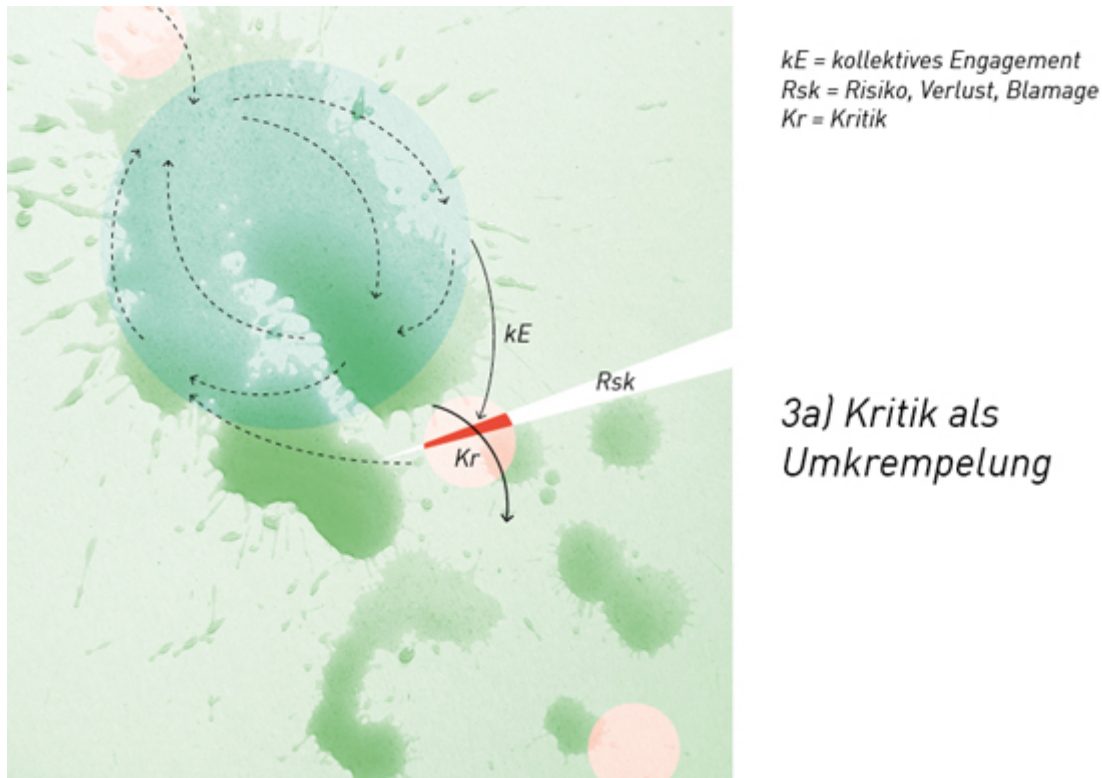 kE = kollektives Engagement
Rsk = Risiko, Verlust, Blamage
Kr = Kritik
kE
Rsk
Kr
3a) Kritik als
Umkrempelung